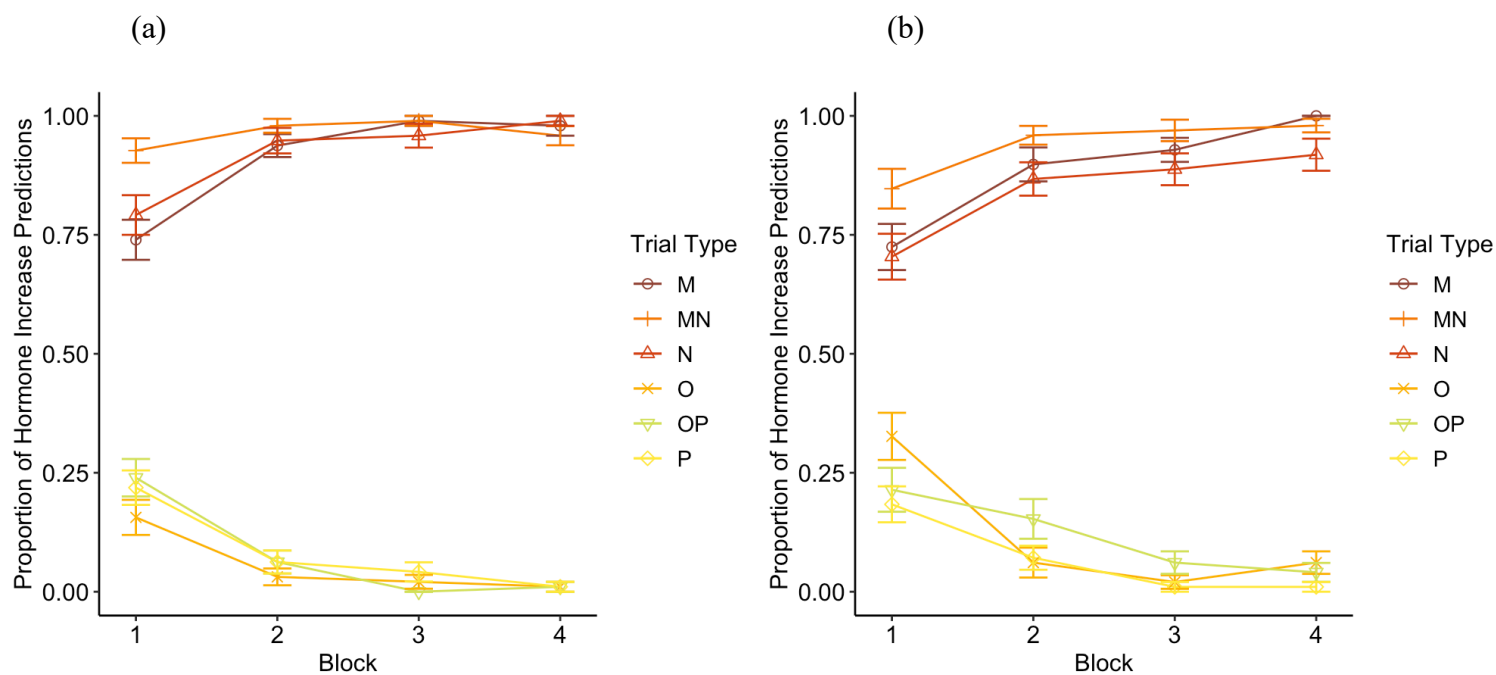 (a)
Proportion of Hormone Increase Predictions
1.00
0.75
0.50
0.25
0.00
1 2 3 4
Block
Trial Type
M
MN
N
O
OP
P
(b)
Proportion of Hormone Increase Predictions
1.00
0.75
0.50
0.25
0.00
1 2 3 4
Block
Trial Type
M
MN
N
O
OP
P